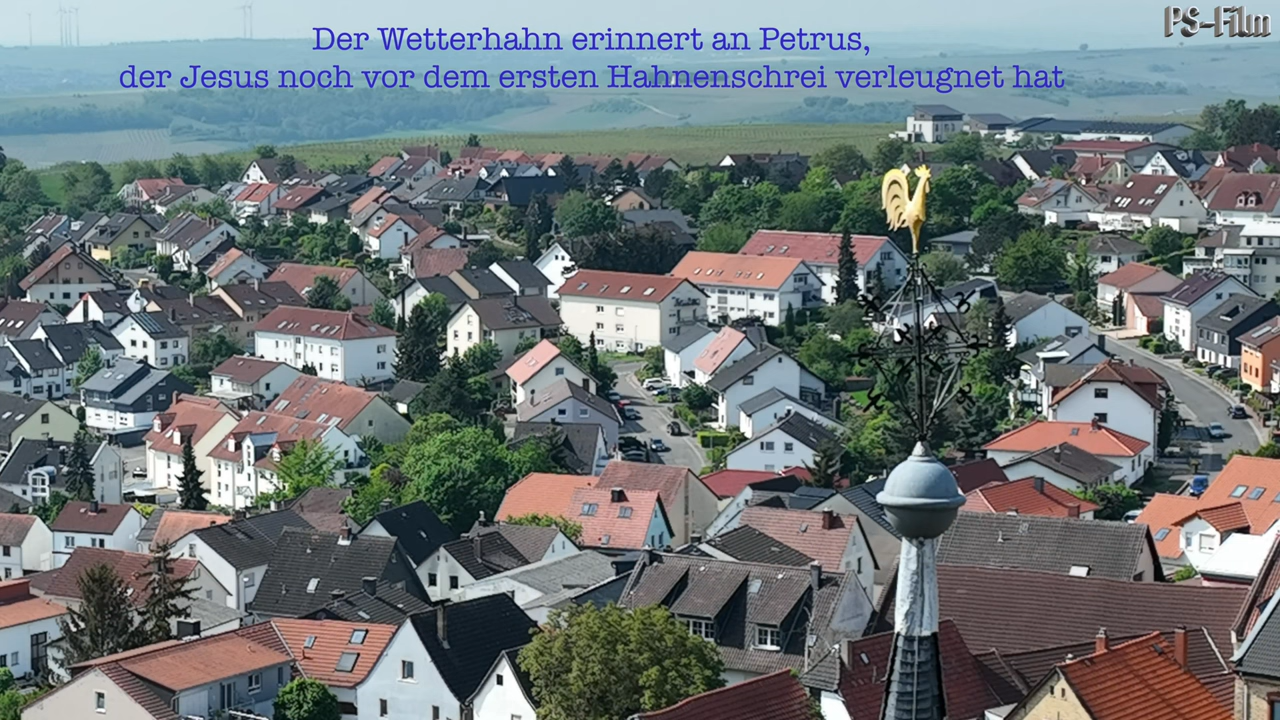 PS-Film
Der Wetterhahn erinnert an Petrus,
der Jesus noch vor dem ersten Hahnenschrei verleugnet hat